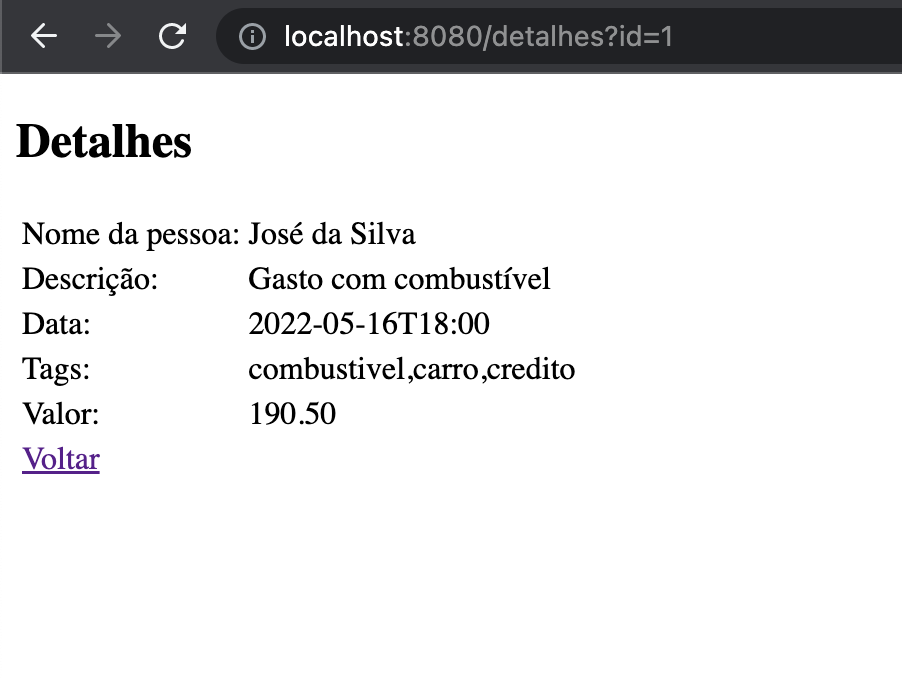 localhost:8080/detalhes?id=1
Detalhes
Nome da pessoa: José da Silva
Descrição: Gasto com combustível
Data: 2022-05-16T18:00
Tags: combustivel,carro,credito
Valor: 190.50
Voltar